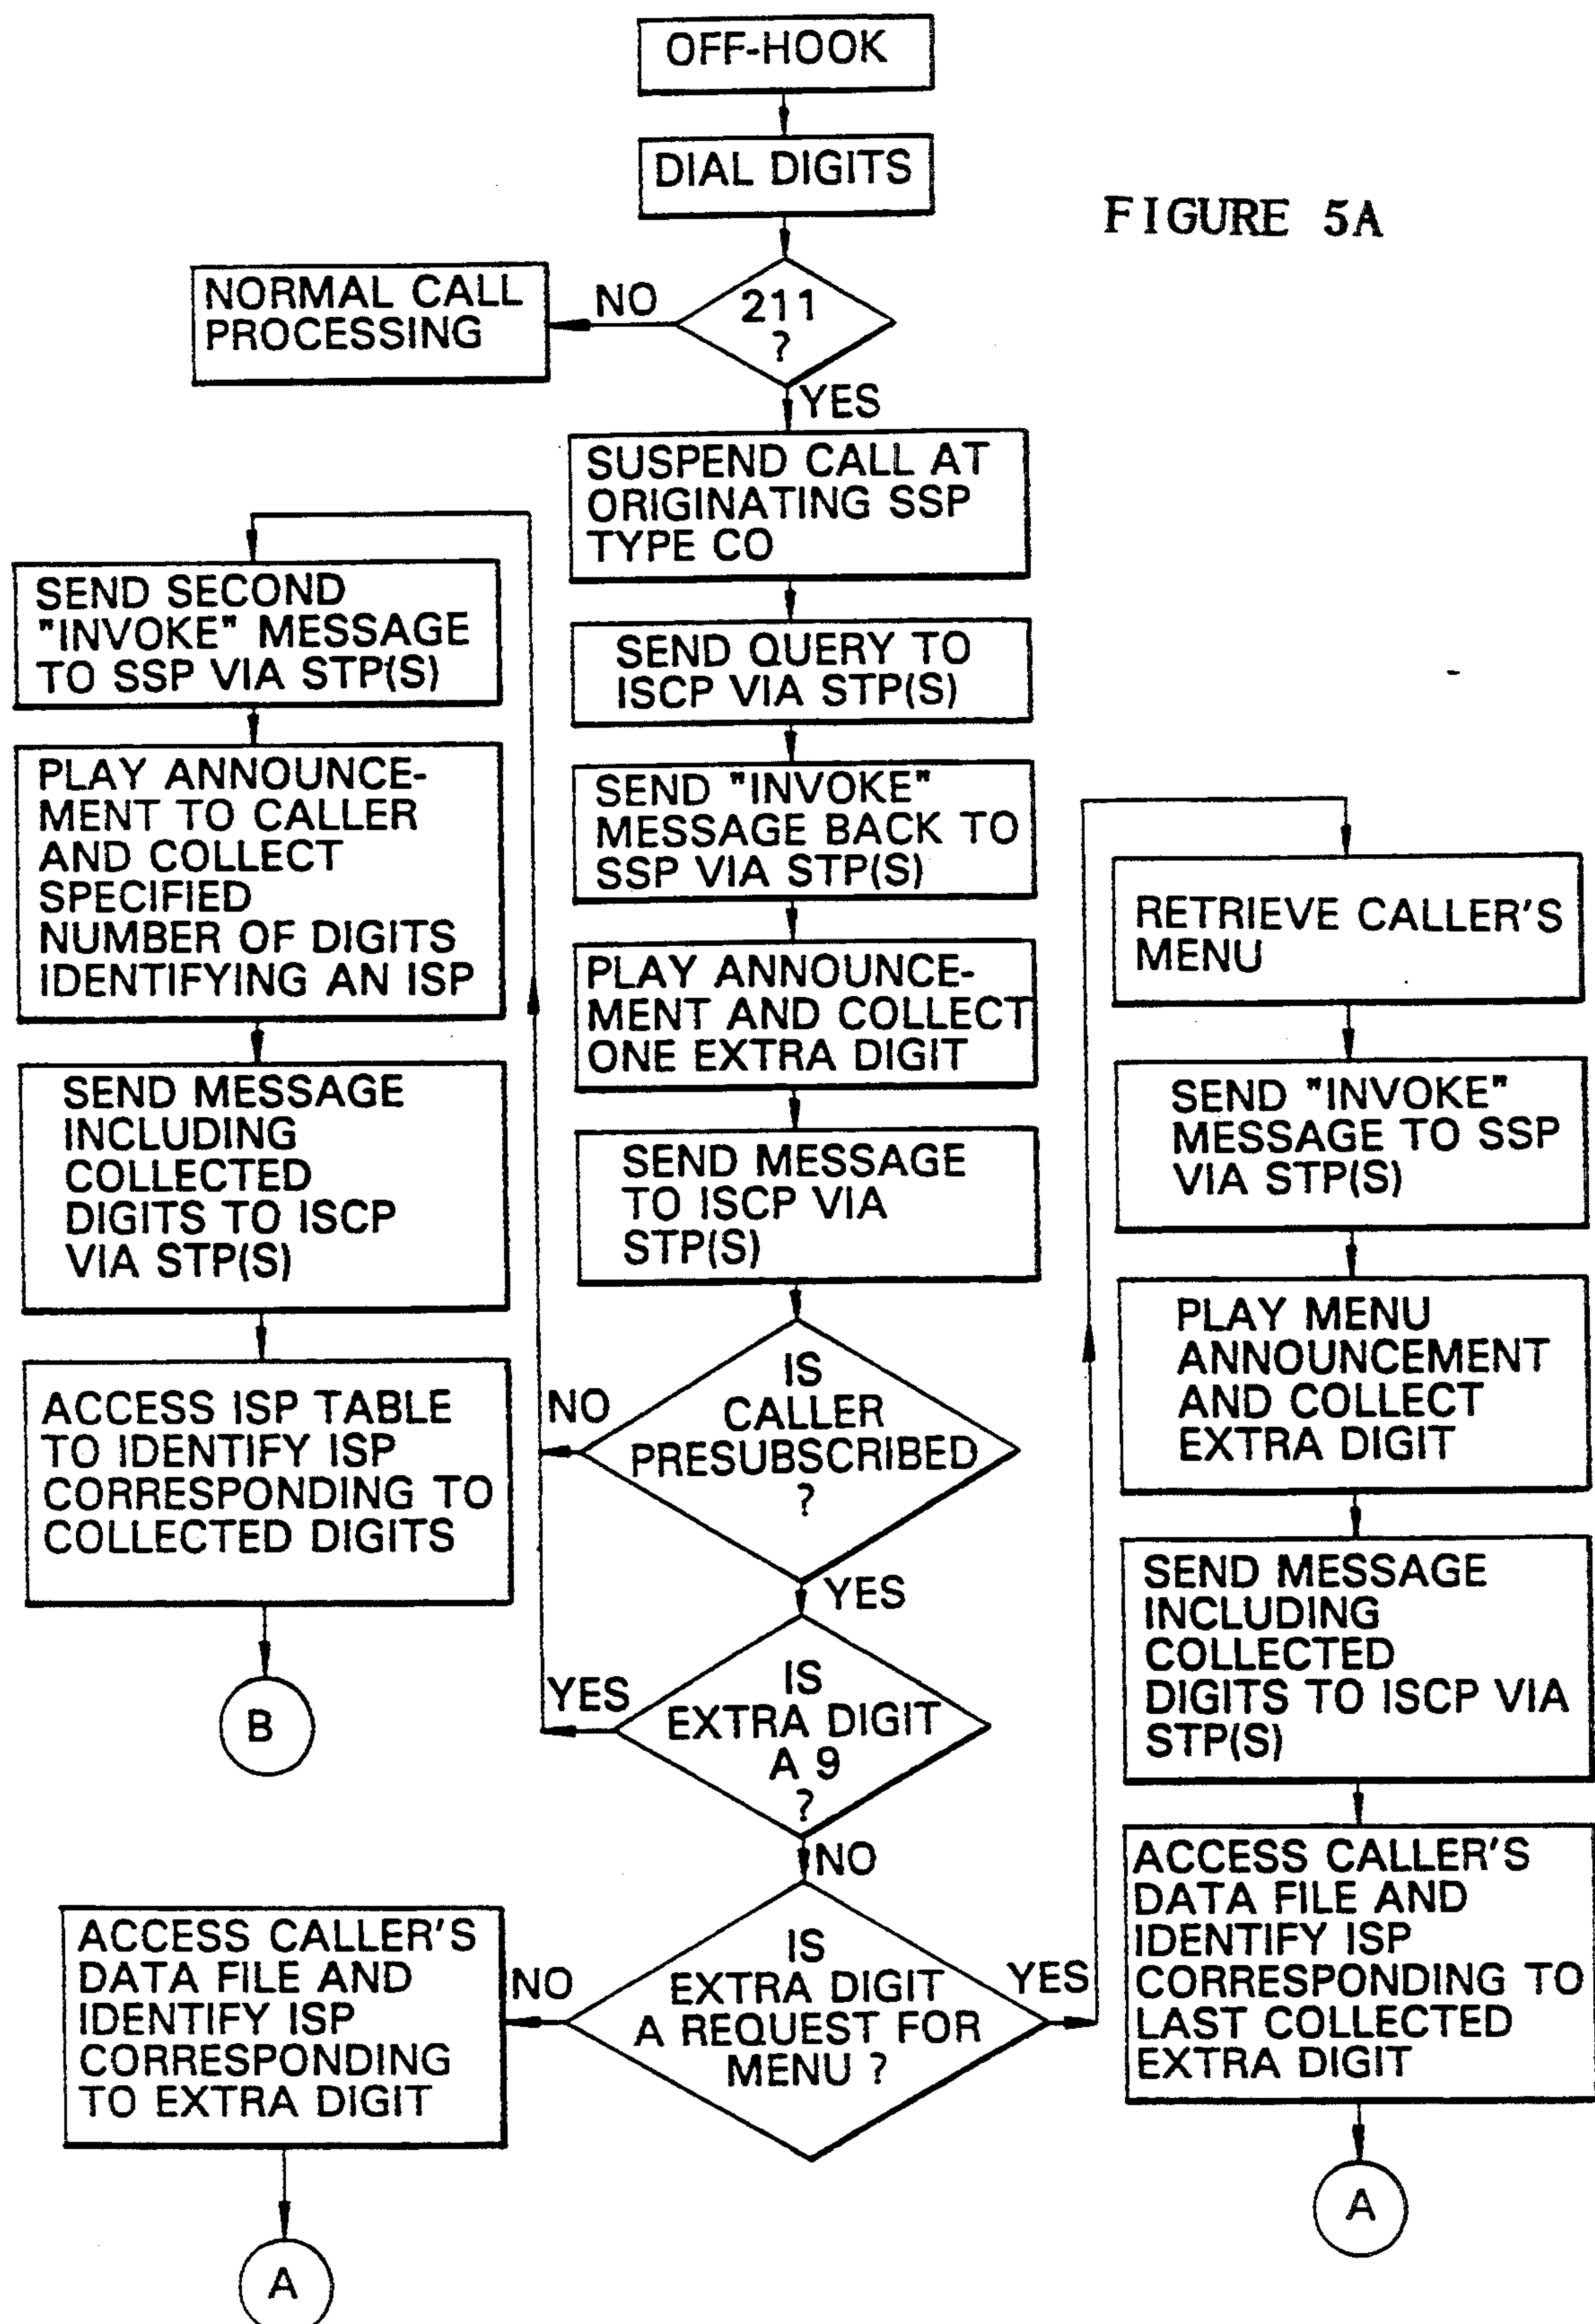 OFF-HOOK
DIAL DIGITS
FIGURE 5A
211
?
NO
NORMAL CALL
PROCESSING
YES
SUSPEND CALL AT
ORIGINATING SSP
TYPE CO
SEND QUERY TO
ISCP VIA STP(S)
SEND "INVOKE"
MESSAGE BACK TO
SSP VIA STP(S)
PLAY ANNOUNCE-
MENT AND COLLECT
ONE EXTRA DIGIT
SEND MESSAGE
TO ISCP VIA
STP(S)
IS
CALLER
PRESUBSCRIBED
?
NO
YES
IS
EXTRA DIGIT
A 9
?
YES
NO
IS
EXTRA DIGIT
A REQUEST FOR
MENU ?
NO
YES
SEND SECOND
"INVOKE" MESSAGE
TO SSP VIA STP(S)
PLAY ANNOUNCE-
MENT TO CALLER
AND COLLECT
SPECIFIED
NUMBER OF DIGITS
IDENTIFYING AN ISP
SEND MESSAGE
INCLUDING
COLLECTED
DIGITS TO ISCP
VIA STP(S)
ACCESS ISP TABLE
TO IDENTIFY ISP
CORRESPONDING TO
COLLECTED DIGITS
B
ACCESS CALLER'S
DATA FILE AND
IDENTIFY ISP
CORRESPONDING
TO EXTRA DIGIT
A
RETRIEVE CALLER'S
MENU
SEND "INVOKE"
MESSAGE TO SSP
VIA STP(S)
PLAY MENU
ANNOUNCEMENT
AND COLLECT
EXTRA DIGIT
SEND MESSAGE
INCLUDING
COLLECTED
DIGITS TO ISCP VIA
STP(S)
ACCESS CALLER'S
DATA FILE AND
IDENTIFY ISP
CORRESPONDING TO
LAST COLLECTED
EXTRA DIGIT
A